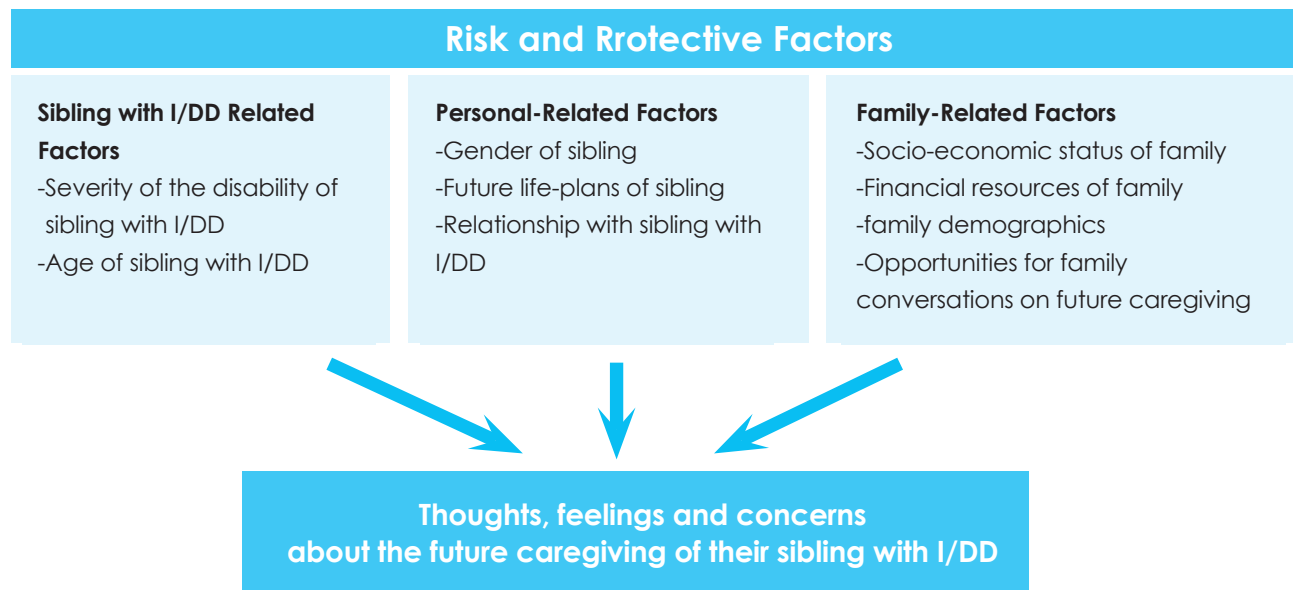 Risk and Rrotective Factors
Sibling with I/DD Related
Factors
-Severity of the disability of
sibling with I/DD
-Age of sibling with I/DD
Personal-Related Factors
-Gender of sibling
-Future life-plans of sibling
-Relationship with sibling with
I/DD
Family-Related Factors
-Socio-economic status of family
-Financial resources of family
-family demographics
-Opportunities for family
conversations on future caregiving
Thoughts, feelings and concerns
about the future caregiving of their sibling with I/DD